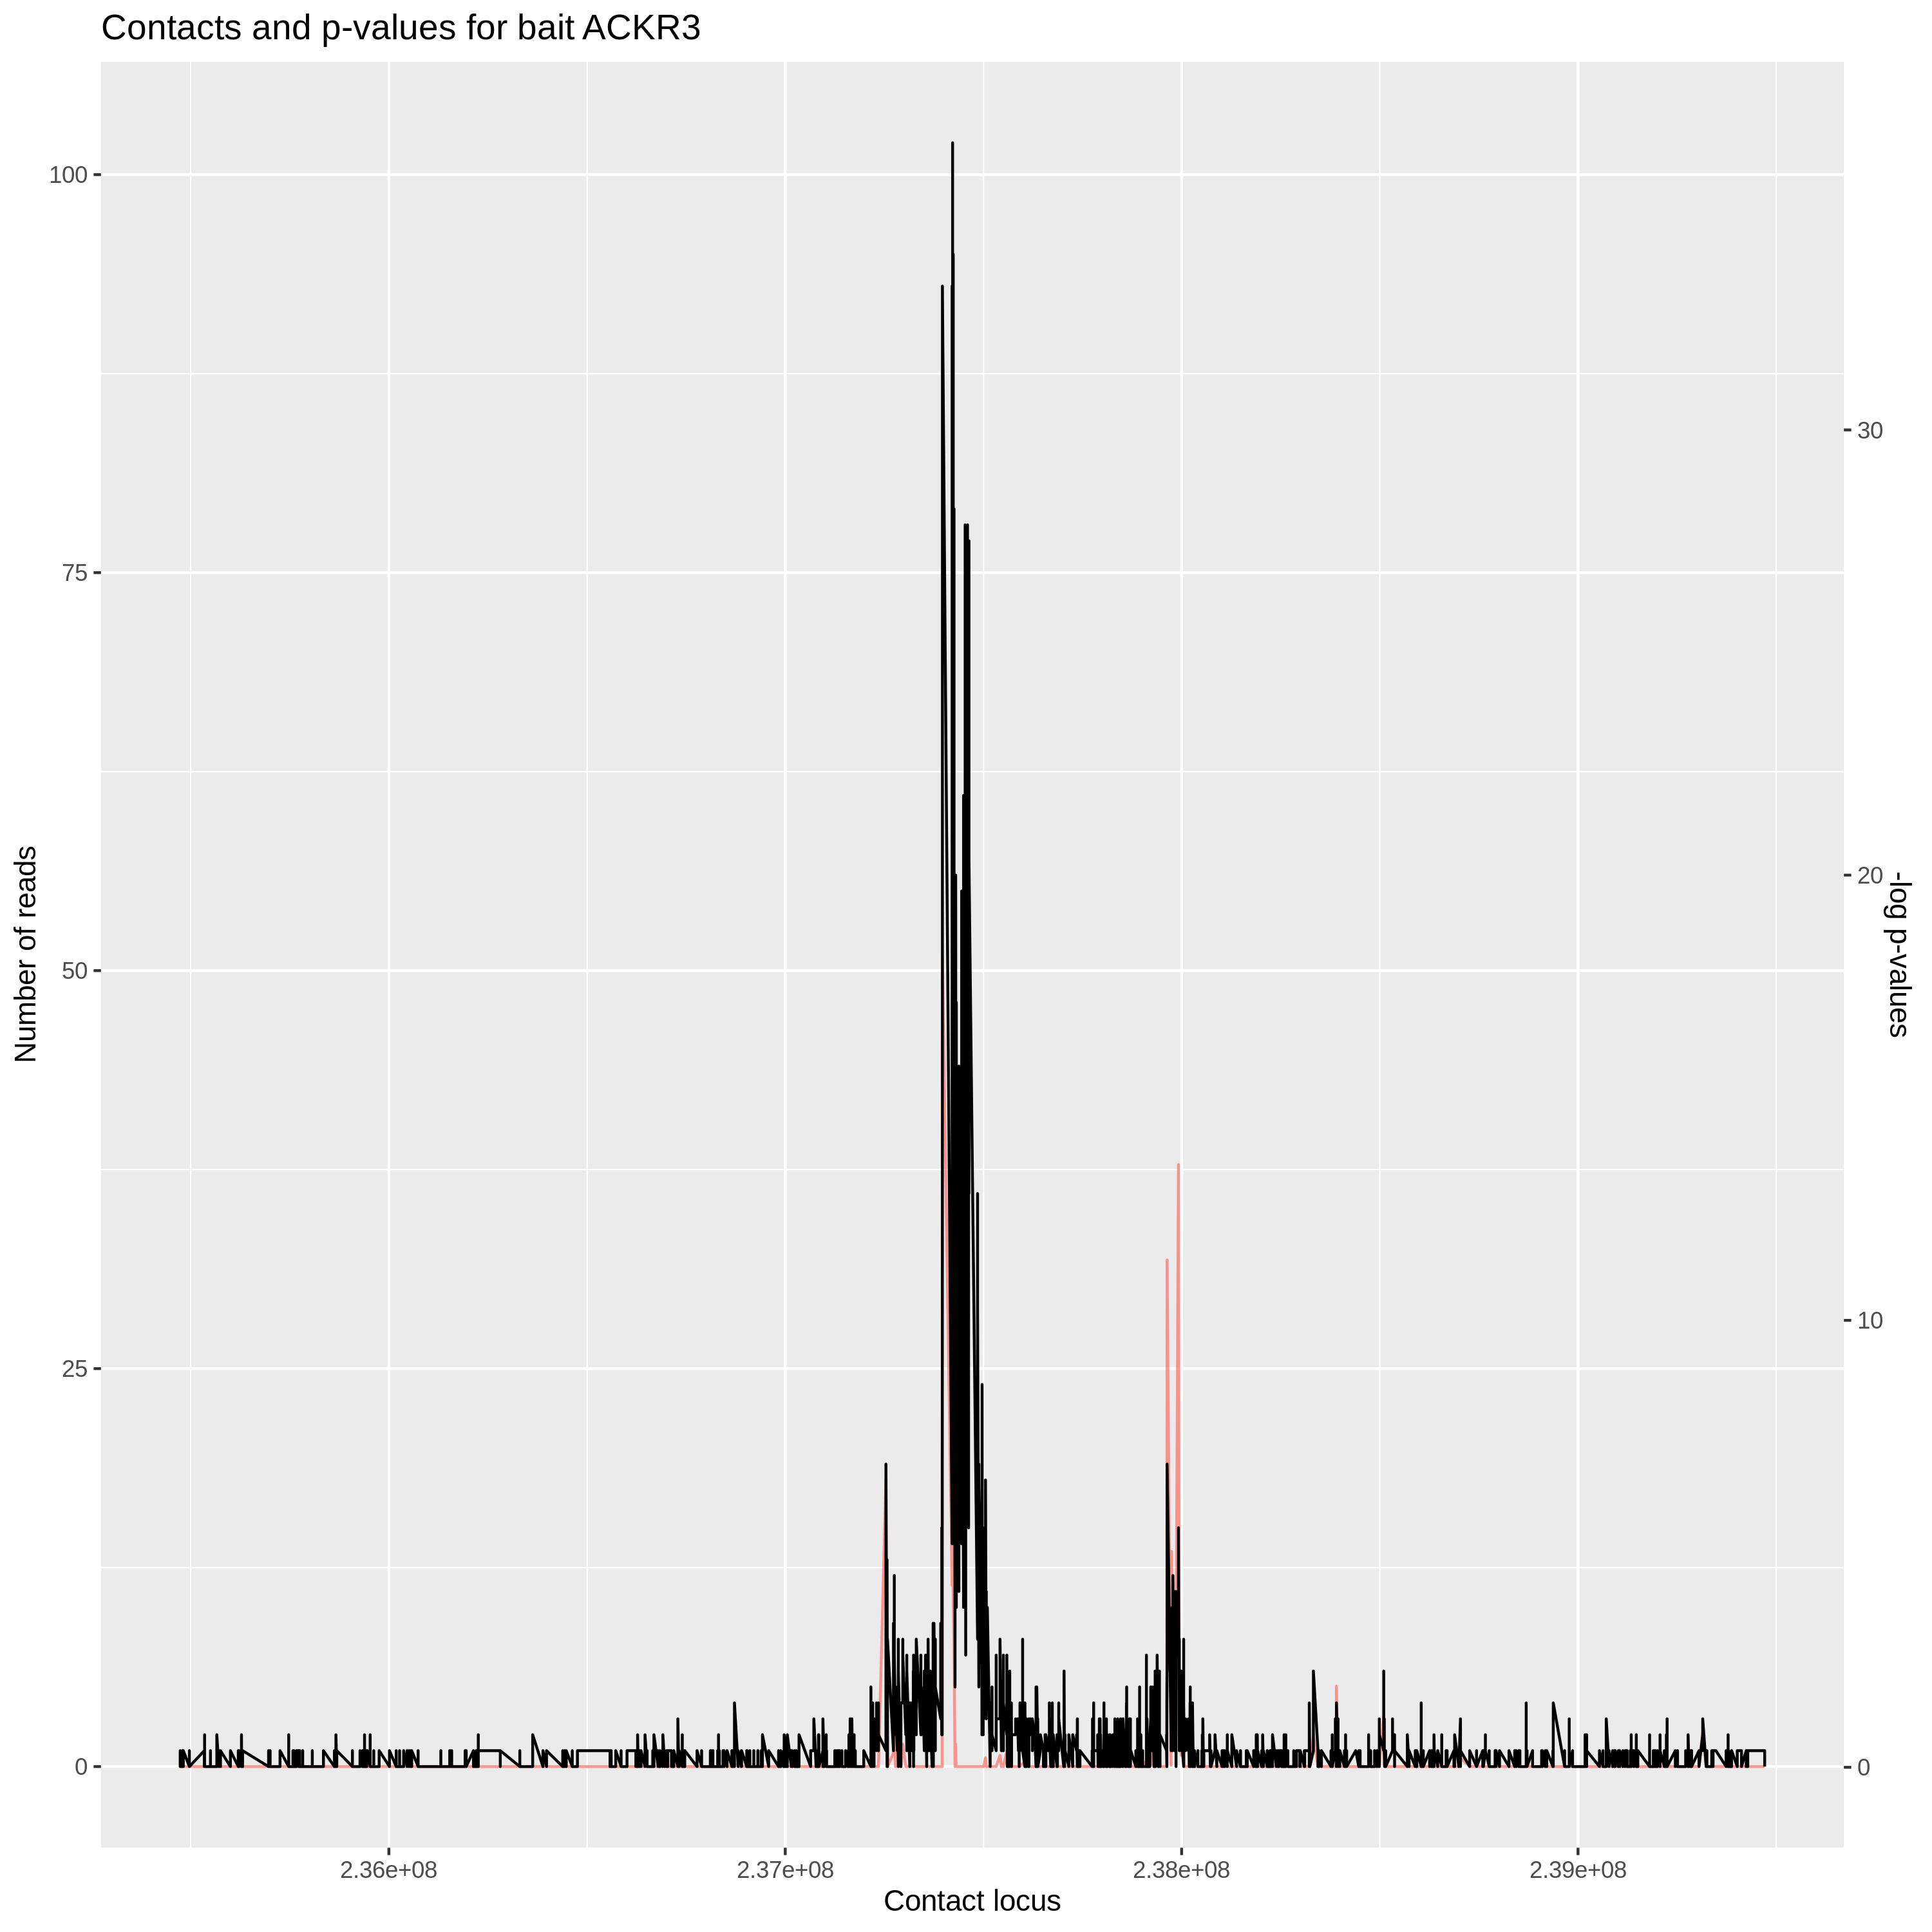 Contacts and p-values for bait ACKR3
100
75
50
25
0
Number of reads
30
20
10
0
-log p-values
2.36e+08
2.37e+08
2.38e+08
2.39e+08
Contact locus